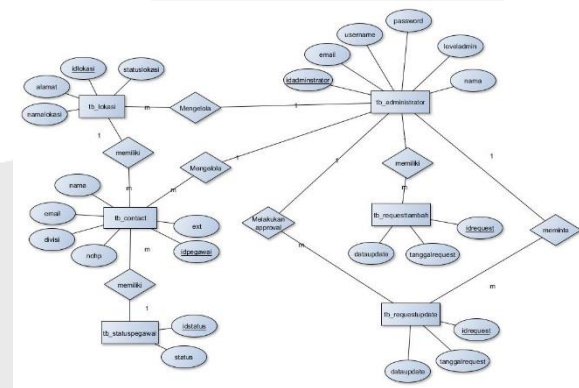 password
username
email
leveladmin
idadminstrator
nama
tb_administrator
idlokasi
statuslokasi
alamat
namalokasi
tb_lokasi
m
Mengelola
1
1
memiliki
m
Mengelola
1
m
nama
email
divisi
nohp
tb_contact
ext
idpegawai
m
memiliki
1
tb_statuspegawai
idstatus
status
1
Melakukan
approval
m
memiliki
m
tb_requesttambah
idrequest
dataupdate
tanggalrequest
1
meminta
m
tb_requestupdate
idrequest
dataupdate
tanggalrequest